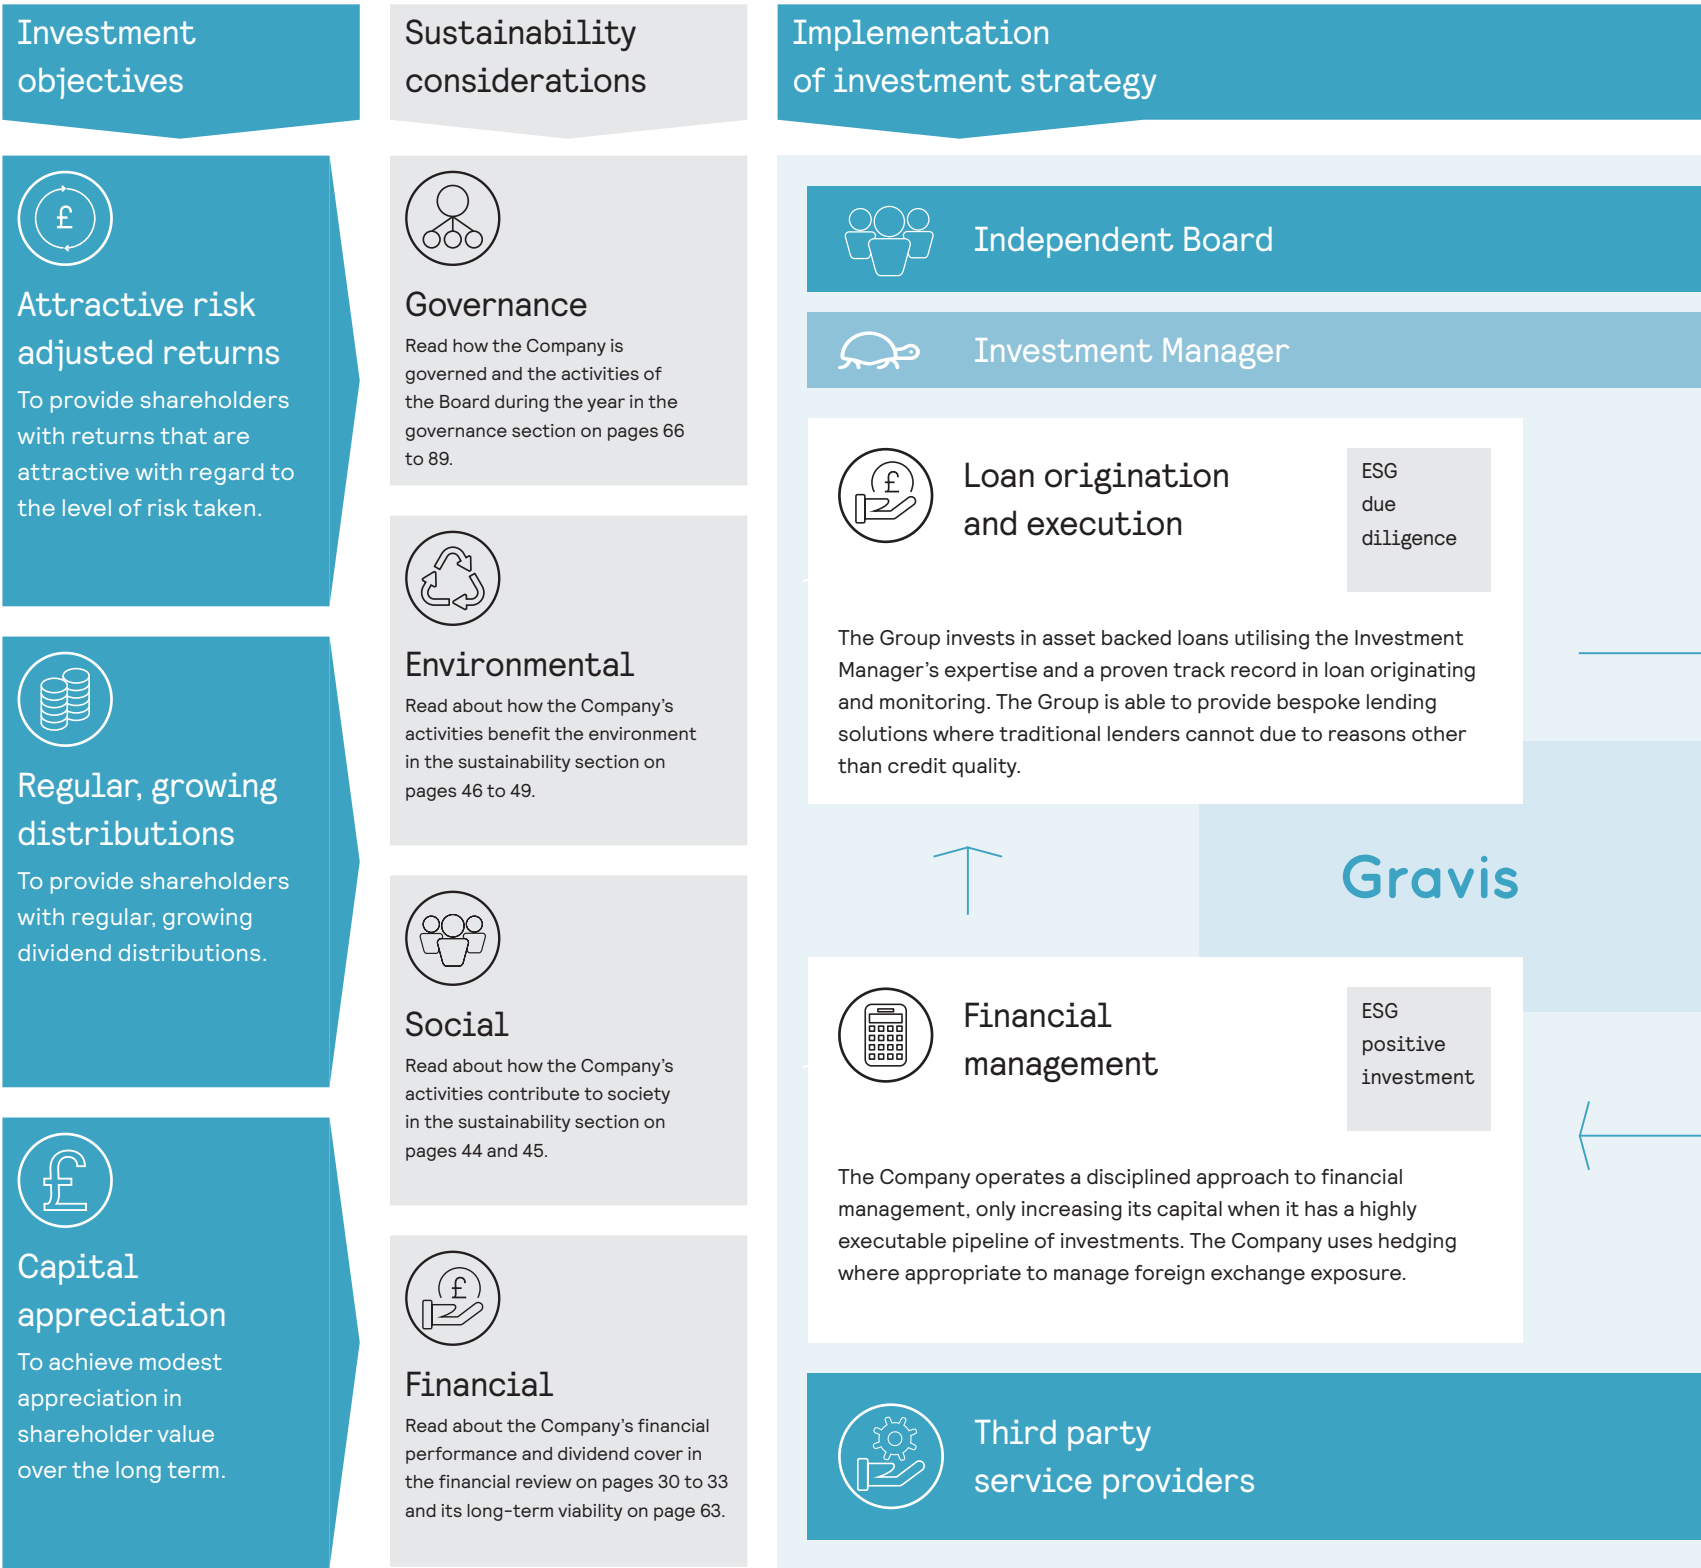 Investment
objectives
Attractive risk
adjusted returns
To provide shareholders
with returns that are
attractive with regard to
the level of risk taken.
Regular, growing
distributions
To provide shareholders
with regular, growing
dividend distributions.
Capital
appreciation
To achieve modest
appreciation in
shareholder value
over the long term.
Sustainability
considerations
Governance
Read how the Company is
governed and the activities of
the Board during the year in the
governance section on pages 66
to 89.
Environmental
Read about how the Company's
activities benefit the environment
in the sustainability section on
pages 46 to 49.
Social
Read about how the Company's
activities contribute to society
in the sustainability section on
pages 44 and 45.
Financial
Read about the Company's financial
performance and dividend cover in
the financial review on pages 30 to 33
and its long-term viability on page 63.
Implementation
of investment strategy
Independent Board
Investment Manager
Loan origination
and execution
ESG
due
diligence
The Group invests in asset backed loans utilising the Investment
Manager's expertise and a proven track record in loan originating
and monitoring. The Group is able to provide bespoke lending
solutions where traditional lenders cannot due to reasons other
than credit quality.
Gravis
Financial
management
ESG
positive
investment
The Company operates a disciplined approach to financial
management, only increasing its capital when it has a highly
executable pipeline of investments. The Company uses hedging
where appropriate to manage foreign exchange exposure.
Third party
service providers